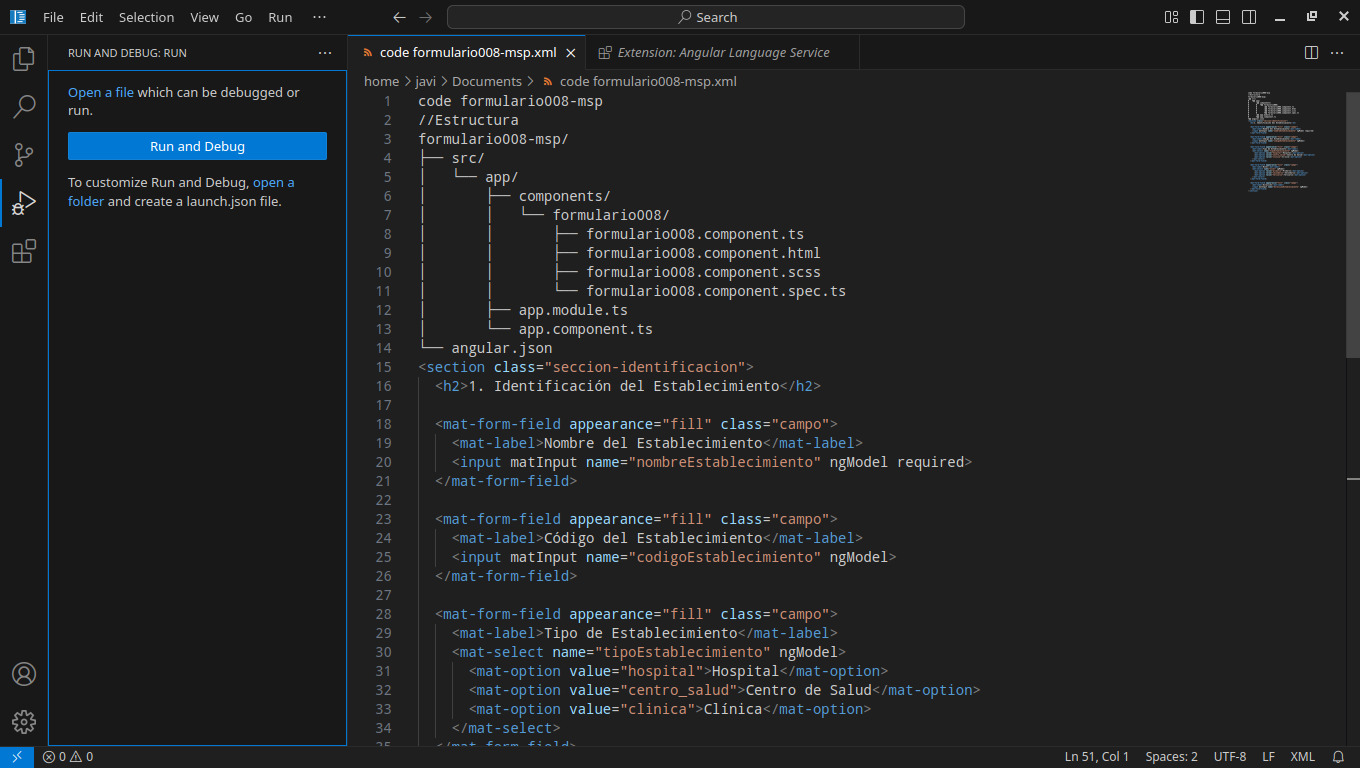 File Edit Selection View Go Run ··· Search
RUN AND DEBUG: RUN ···
Open a file which can be debugged or
run.
Run and Debug
To customize Run and Debug, open a
folder and create a launch.json file.
code formulario008-msp.xml Extension: Angular Language Service
home > javi > Documents > code formulario008-msp.xml
1 code formulario008-msp
2 //Estructura
3 formulario008-msp/
4 ├── src/
5 │   └── app/
6 │       ├── components/
7 │       │   └── formulario008/
8 │       │       ├── formulario008.component.ts
9 │       │       ├── formulario008.component.html
10 │       │       ├── formulario008.component.scss
11 │       │       └── formulario008.component.spec.ts
12 │       ├── app.module.ts
13 │       └── app.component.ts
14 └── angular.json
15 <section class="seccion-identificacion">
16   <h2>1. Identificación del Establecimiento</h2>
17
18   <mat-form-field appearance="fill" class="campo">
19     <mat-label>Nombre del Establecimiento</mat-label>
20     <input matInput name="nombreEstablecimiento" ngModel required>
21   </mat-form-field>
22
23   <mat-form-field appearance="fill" class="campo">
24     <mat-label>Código del Establecimiento</mat-label>
25     <input matInput name="codigoEstablecimiento" ngModel>
26   </mat-form-field>
27
28   <mat-form-field appearance="fill" class="campo">
29     <mat-label>Tipo de Establecimiento</mat-label>
30     <mat-select name="tipoEstablecimiento" ngModel>
31       <mat-option value="hospital">Hospital</mat-option>
32       <mat-option value="centro_salud">Centro de Salud</mat-option>
33       <mat-option value="clinica">Clínica</mat-option>
34     </mat-select>
35   </mat-form-field>
0 0 Ln 51, Col 1 Spaces: 2 UTF-8 LF XML